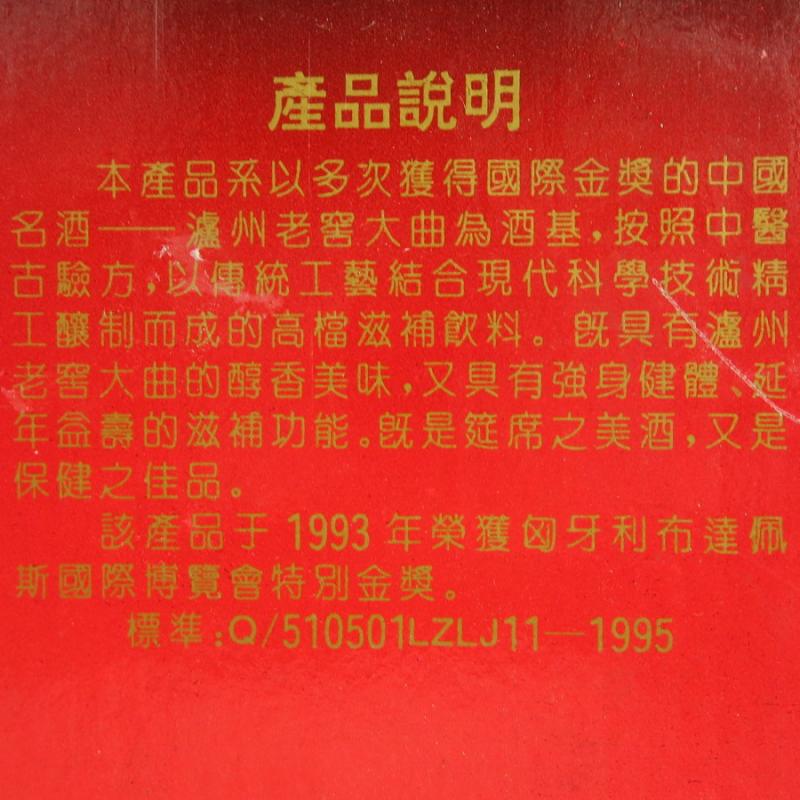 產品說明
本產品系以多次獲得國際金獎的中國
名酒——瀘州老窖大曲為酒基，按照中醫
古驗方，以傳統工藝結合現代科學技術精
工釀制而成的高檔滋補飲料。既具有瀘州
老窖大曲的醇香美味，又具有強身健體、延
年益壽的滋補功能。既是筵席之美酒，又是
保健之佳品。
該產品于1993年榮獲匈牙利布達佩
斯國際博覽會特別金獎。
標準：Q/510501LZLJ11—1995